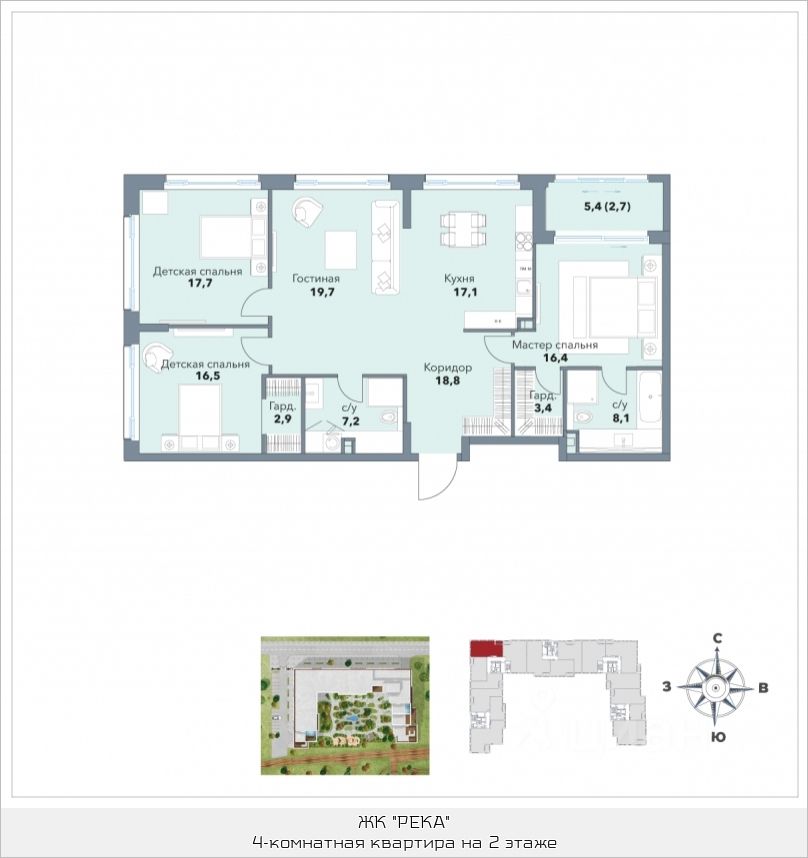 5,4 (2,7)
Детская спальня
17,7
Гостиная
19,7
Кухня
17,1
Мастер спальня
16,4
Детская спальня
16,5
Коридор
18,8
Гард.
2,9
с/у
7,2
Гард.
3,4
с/у
8,1
С
З
В
Ю
циан
ЖК "РЕКА"
4-комнатная квартира на 2 этаже